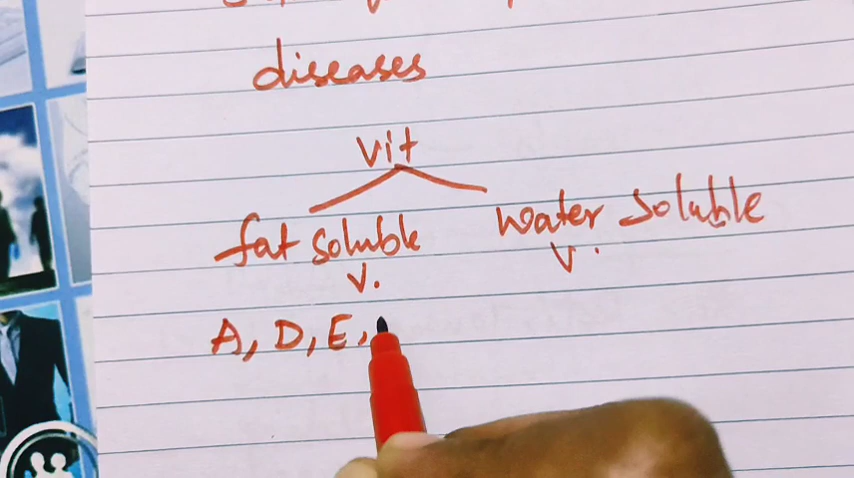 diseases
vit
fat soluble water soluble
v. v.
A, D, E,